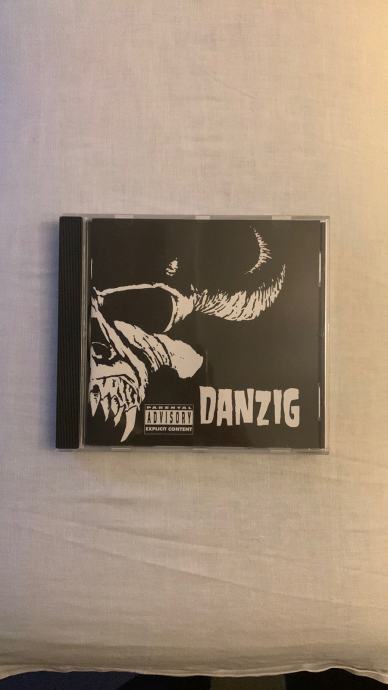 PARENTAL
ADVISORY
EXPLICIT CONTENT
DANZIG